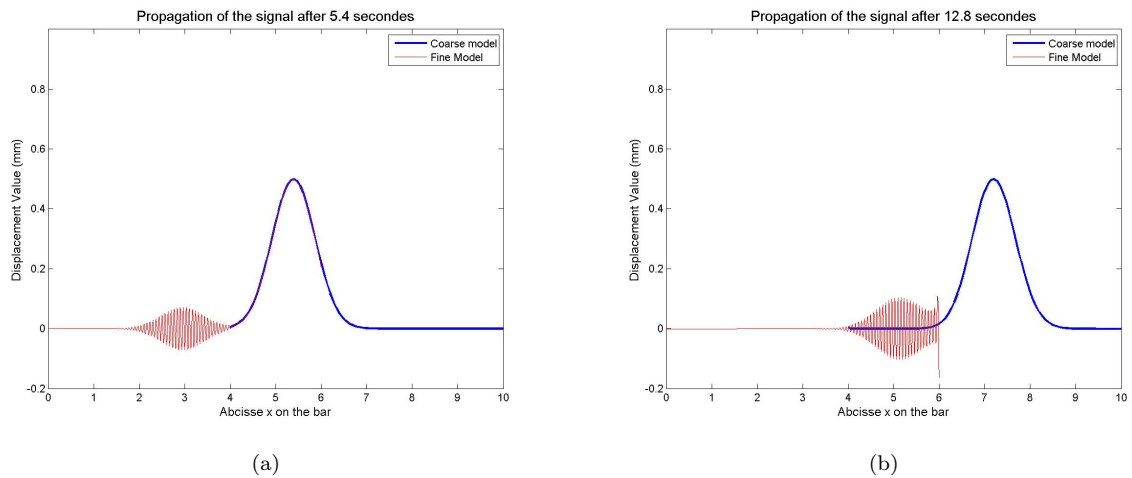 Propagation of the signal after 5.4 secondes
Coarse model
Fine Model
Displacement Value (mm)
0.8
0.6
0.4
0.2
0
-0.2
0 1 2 3 4 5 6 7 8 9 10
Abcisse x on the bar
(a)
Propagation of the signal after 12.8 secondes
Coarse model
Fine Model
Displacement Value (mm)
0.8
0.6
0.4
0.2
0
-0.2
0 1 2 3 4 5 6 7 8 9 10
Abcisse x on the bar
(b)